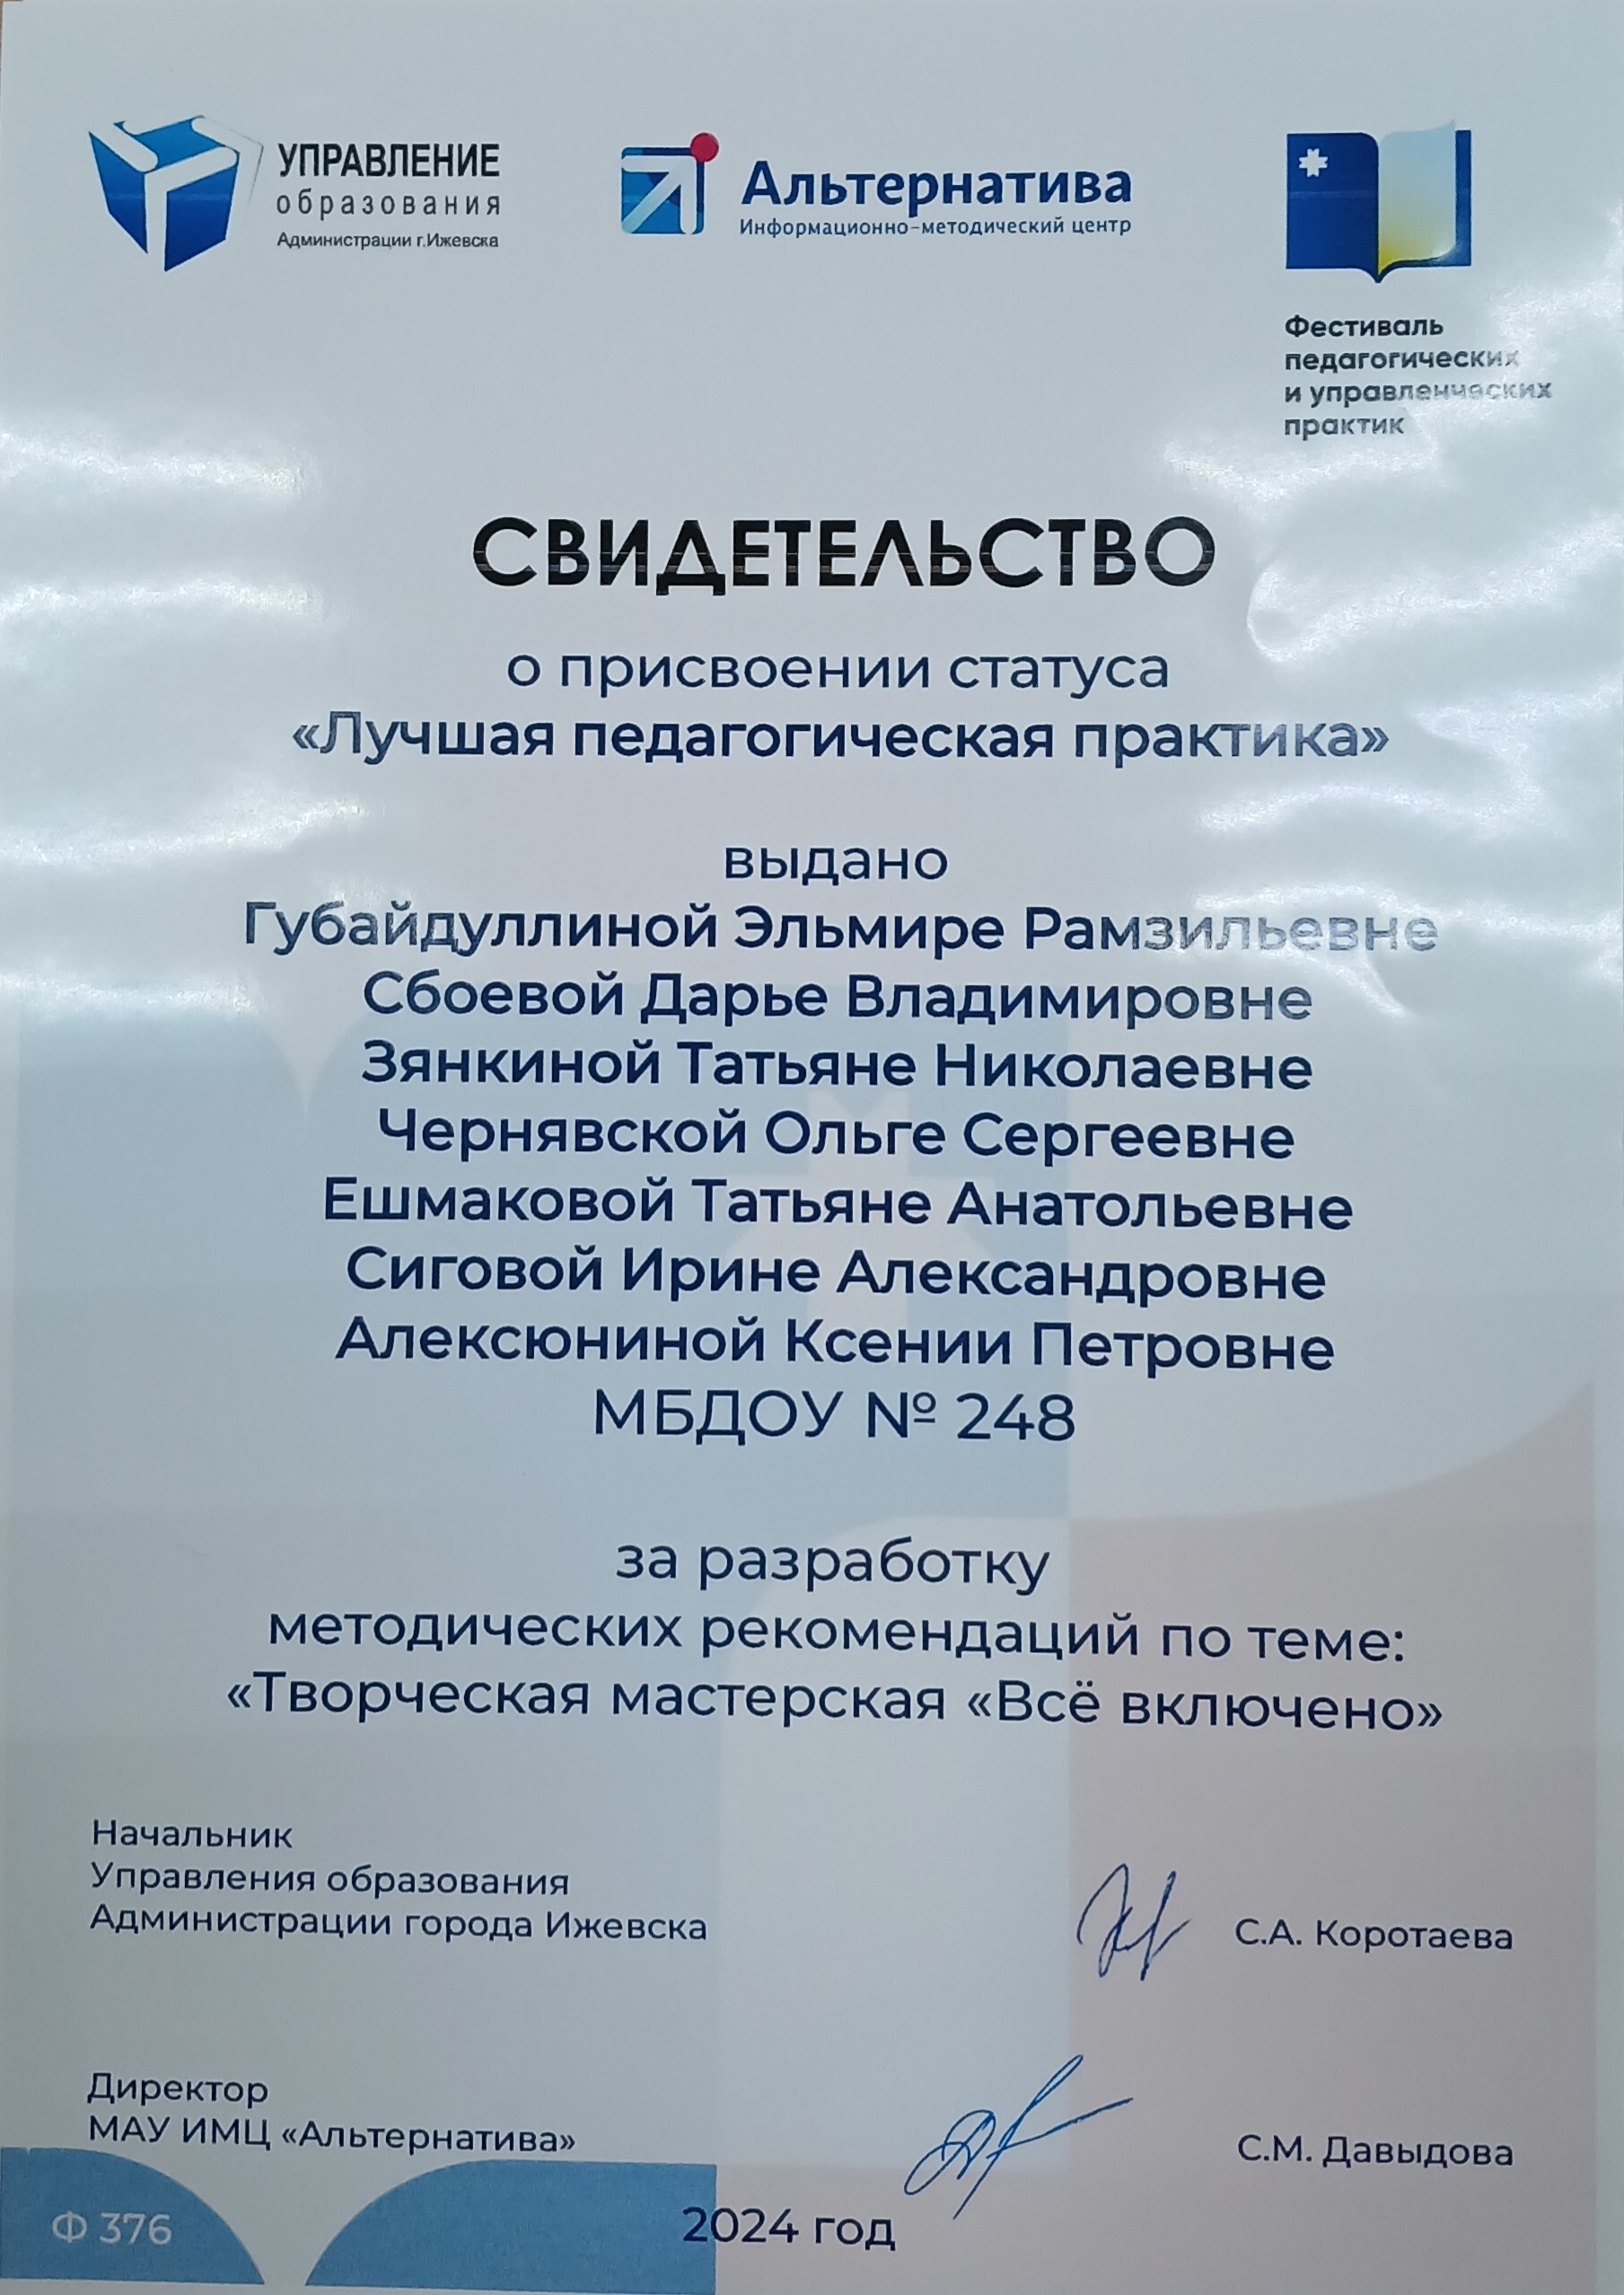 УПРАВЛЕНИЕ
образования
Администрации г.Ижевска
Альтернатива
Информационно-методический центр
Фестиваль
педагогических
и управленческих
практик
СВИДЕТЕЛЬСТВО
о присвоении статуса
«Лучшая педагогическая практика»
выдано
Губайдуллиной Эльмире Рамзильевне
Сбоевой Дарье Владимировне
Зянкиной Татьяне Николаевне
Чернявской Ольге Сергеевне
Ешмаковой Татьяне Анатольевне
Сиговой Ирине Александровне
Алексюниной Ксении Петровне
МБДОУ № 248
за разработку
методических рекомендаций по теме:
«Творческая мастерская «Всё включено»
Начальник
Управления образования
Администрации города Ижевска
С.А. Коротаева
Директор
МАУ ИМЦ «Альтернатива»
С.М. Давыдова
Ф 376
2024 год